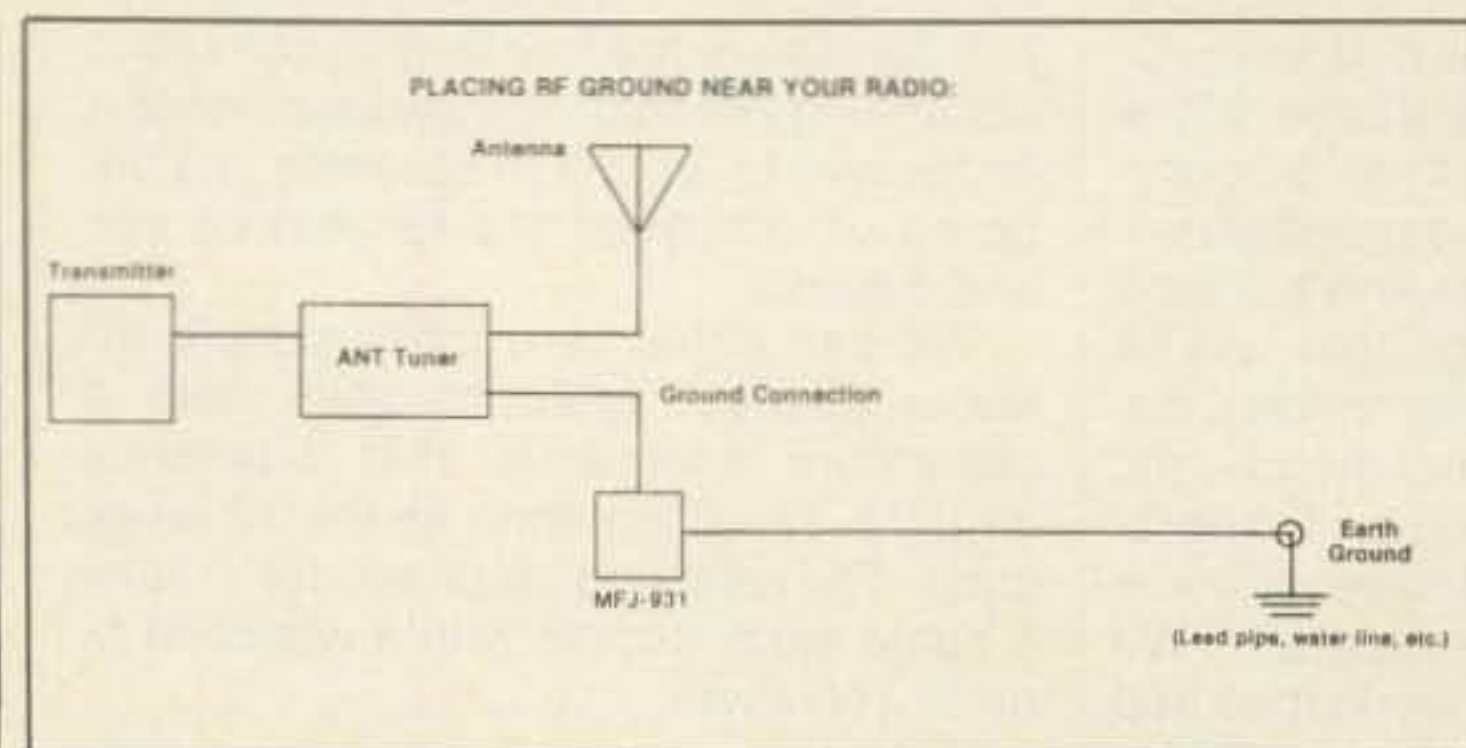 PLACING RF GROUND NEAR YOUR RADIO:
Antenna
Transmitter
ANT Tuner
Ground Connection
MFJ-931
Earth
Ground
(Lead pipe, water line, etc.)